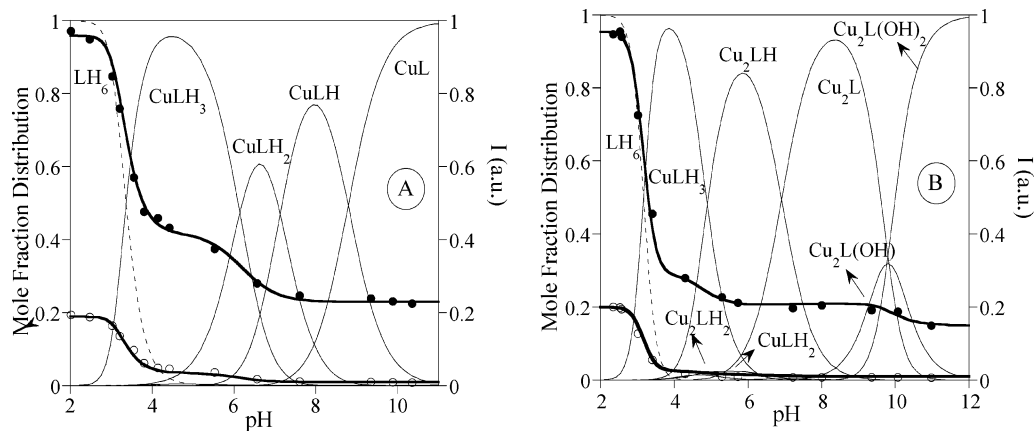 1
0.8
0.6
0.4
0.2
0
2
4
6
8
10
1
0.8
0.6
0.4
0.2
0
Mole Fraction Distribution
pH
I (a.u.)
LH6
CuLH3
CuLH2
CuLH
CuL
A
1
0.8
0.6
0.4
0.2
0
2
4
6
8
10
12
1
0.8
0.6
0.4
0.2
0
Mole Fraction Distribution
pH
I (a.u.)
LH6
CuLH3
Cu2LH
Cu2L
Cu2L(OH)2
B
Cu2L(OH)
Cu2LH2
CuLH2